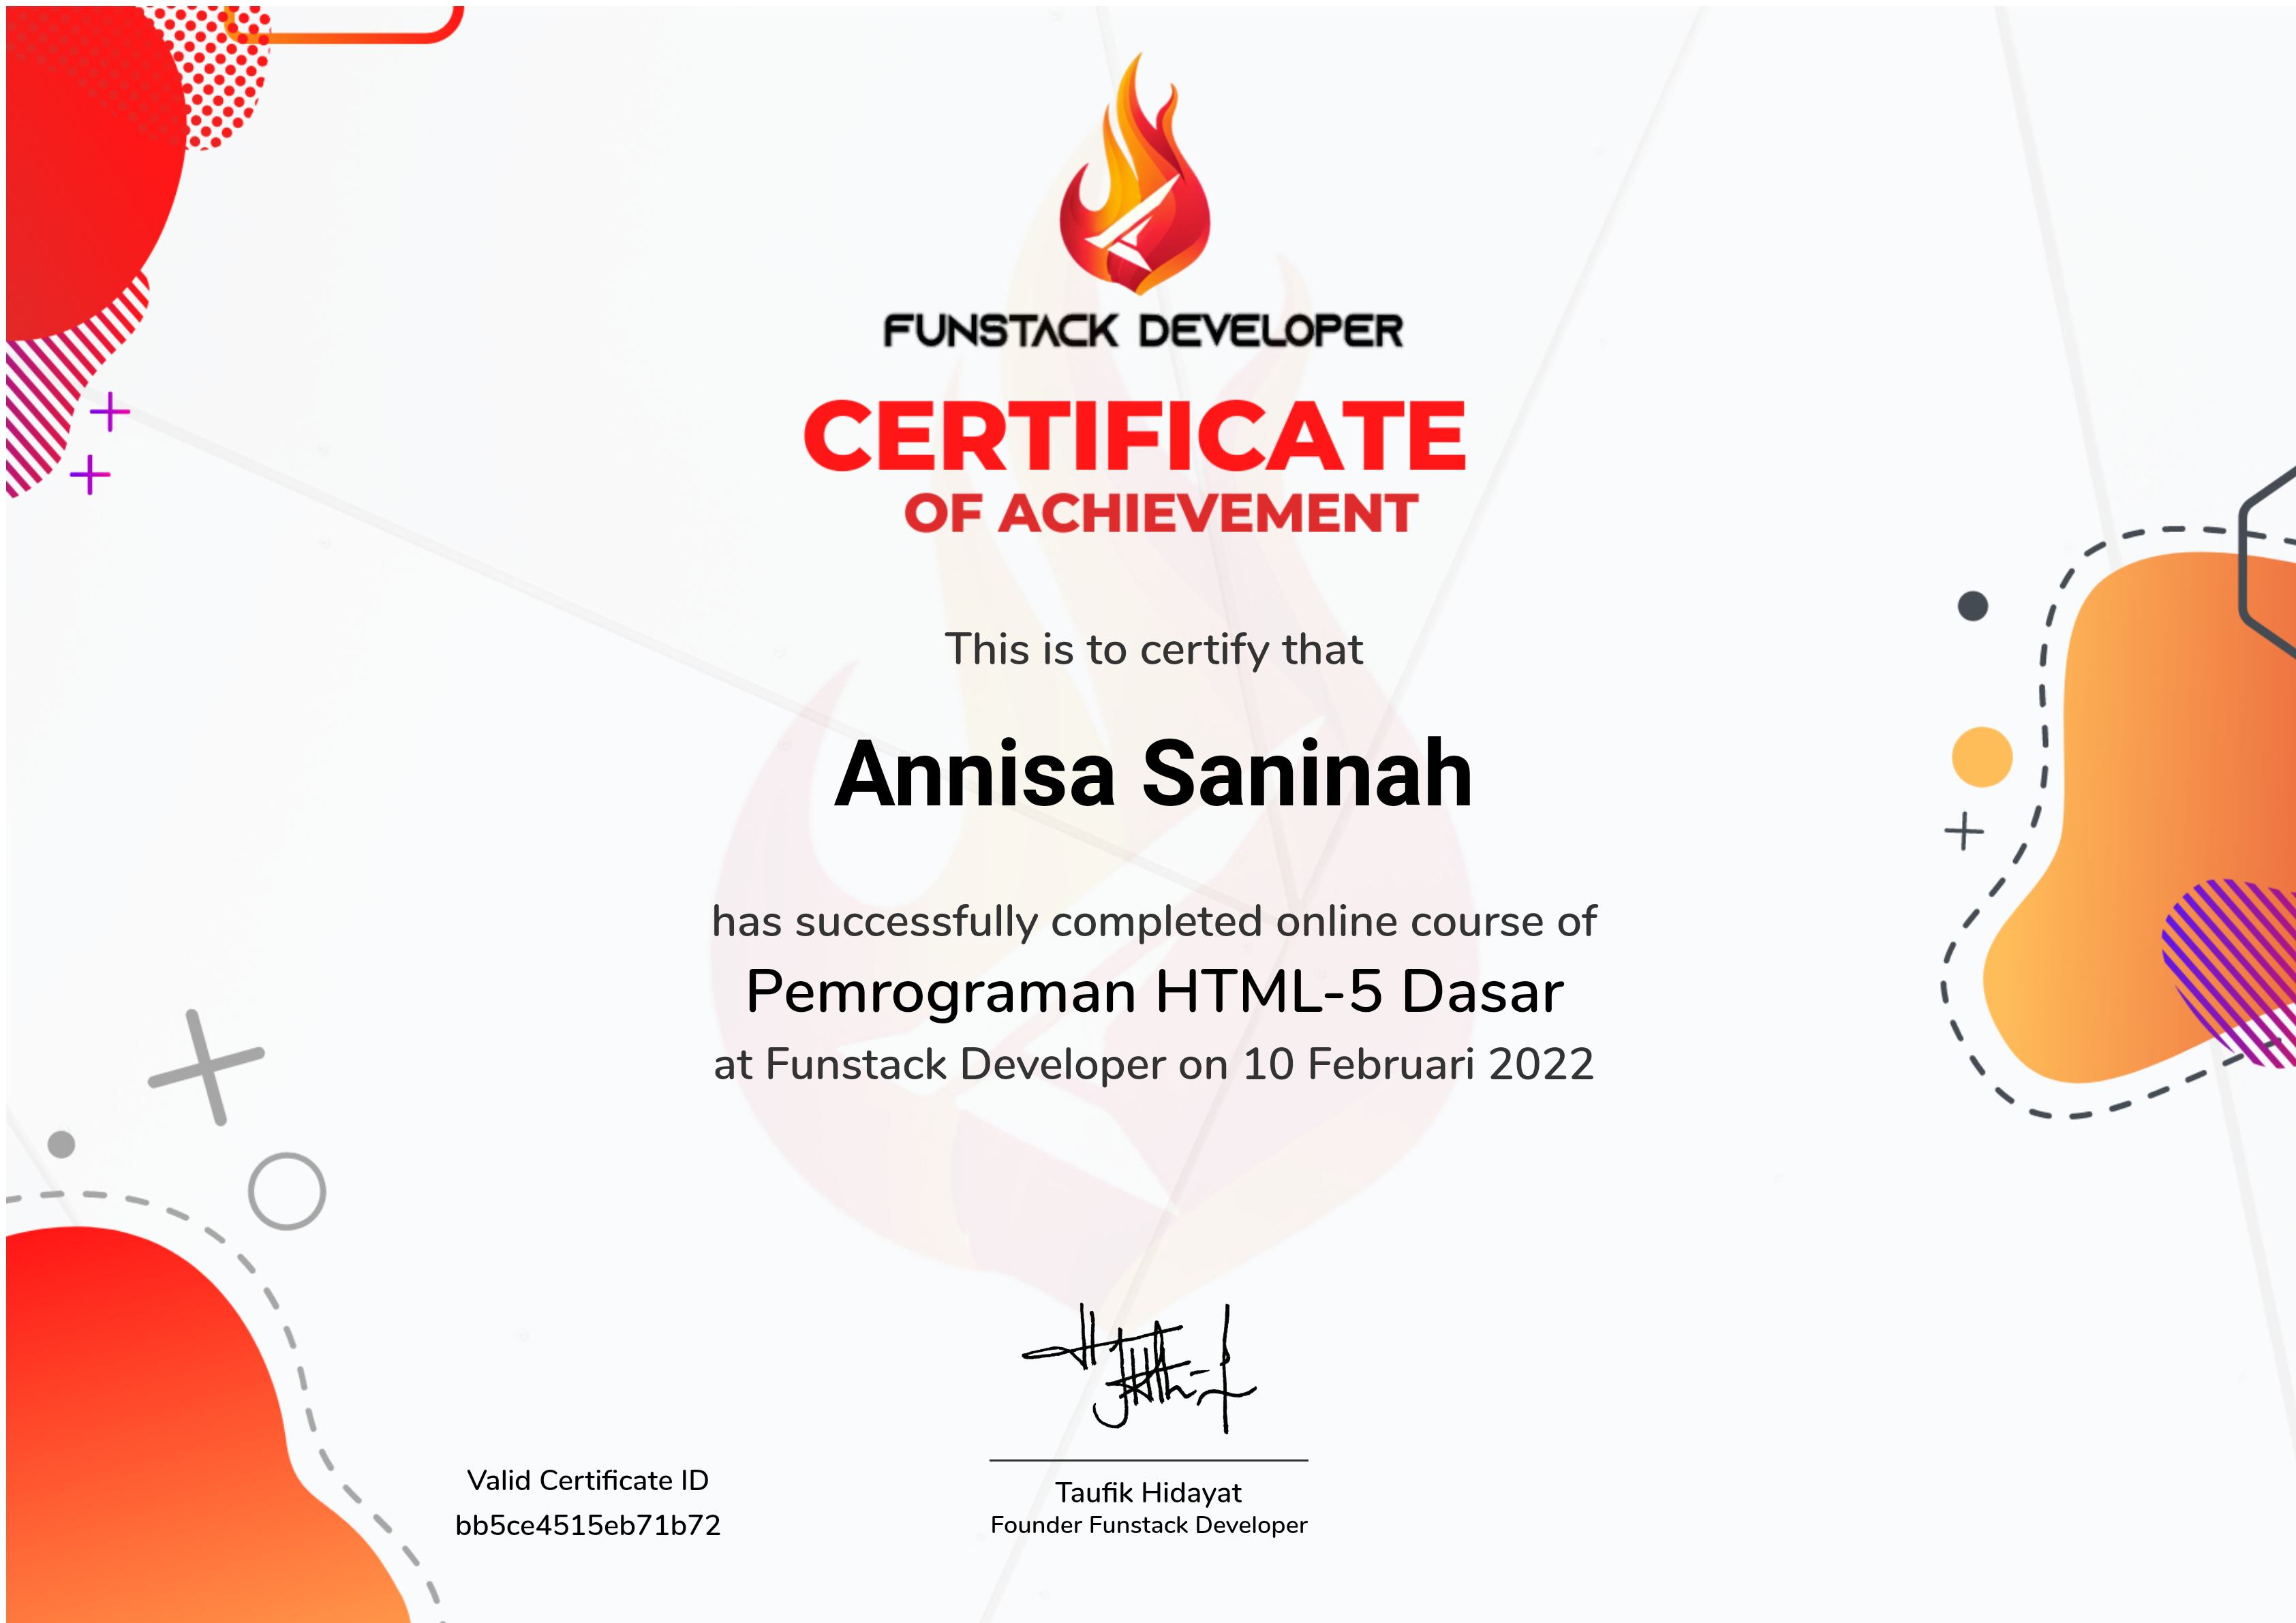 FUNSTACK DEVELOPER
CERTIFICATE
OF ACHIEVEMENT
This is to certify that
Annisa Saninah
has successfully completed online course of
Pemrograman HTML-5 Dasar
at Funstack Developer on 10 Februari 2022
Valid Certificate ID
bb5ce4515eb71b72
Taufik Hidayat
Founder Funstack Developer